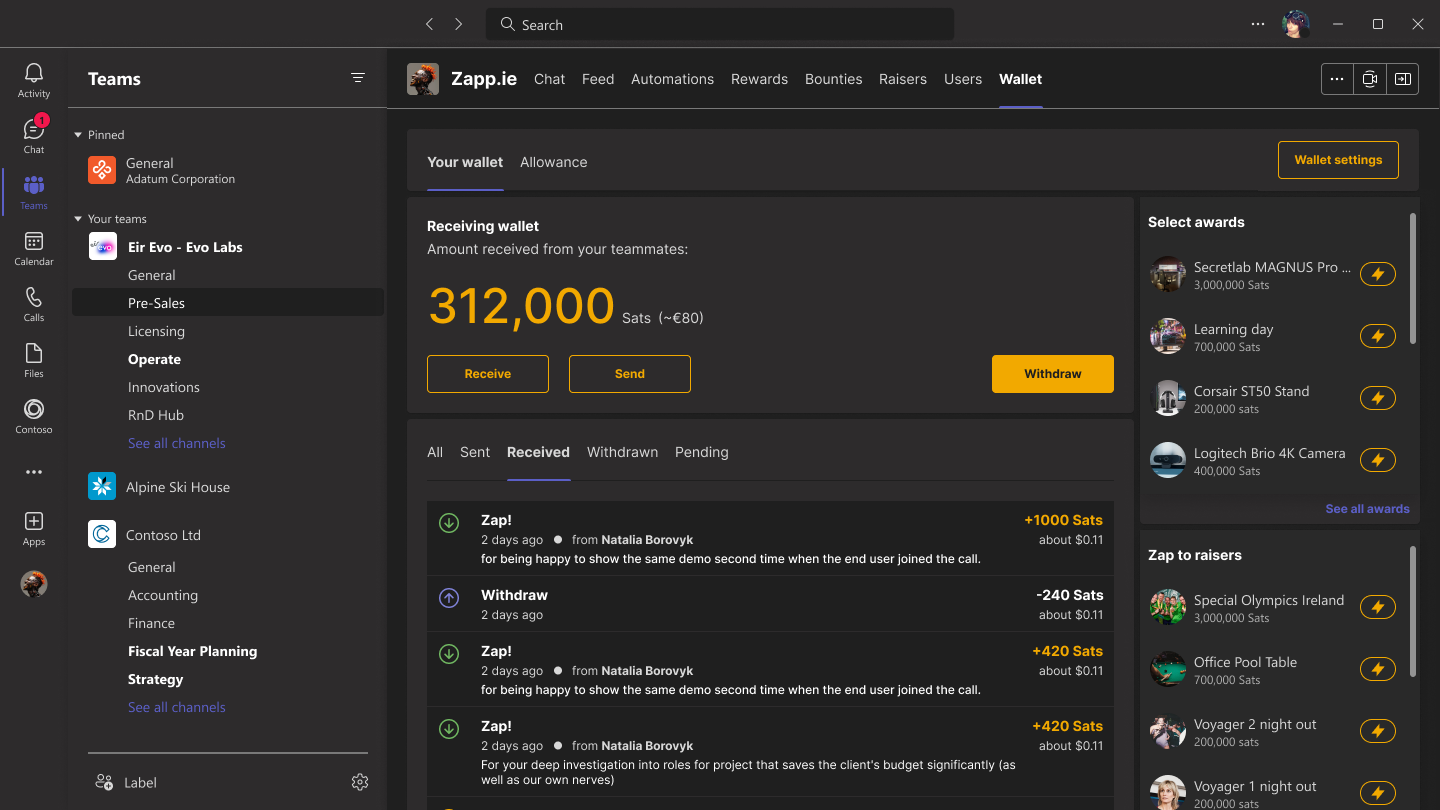 Search
Activity
1
Chat
Teams
Calendar
Calls
Files
Contoso
Apps
Teams
Pinned
General
Adatum Corporation
Your teams
Eir Evo - Evo Labs
General
Pre-Sales
Licensing
Operate
Innovations
RnD Hub
See all channels
Alpine Ski House
Contoso Ltd
General
Accounting
Finance
Fiscal Year Planning
Strategy
See all channels
Label
Zapp.ie Chat Feed Automations Rewards Bounties Raisers Users Wallet
Your wallet Allowance
Wallet settings
Receiving wallet
Amount received from your teammates:
312,000 Sats (~€80)
Receive Send Withdraw
All Sent Received Withdrawn Pending
Zap! +1000 Sats
2 days ago from Natalia Borovyk about $0.11
for being happy to show the same demo second time when the end user joined the call.
Withdraw -240 Sats
2 days ago about $0.11
Zap! +420 Sats
2 days ago from Natalia Borovyk about $0.11
for being happy to show the same demo second time when the end user joined the call.
Zap! +420 Sats
2 days ago from Natalia Borovyk about $0.11
For your deep investigation into roles for project that saves the client's budget significantly (as
well as our own nerves)
Select awards
Secretlab MAGNUS Pro ...
3,000,000 Sats
Learning day
700,000 Sats
Corsair ST50 Stand
200,000 sats
Logitech Brio 4K Camera
400,000 Sats
See all awards
Zap to raisers
Special Olympics Ireland
3,000,000 Sats
Office Pool Table
700,000 Sats
Voyager 2 night out
200,000 sats
Voyager 1 night out
200,000 sats